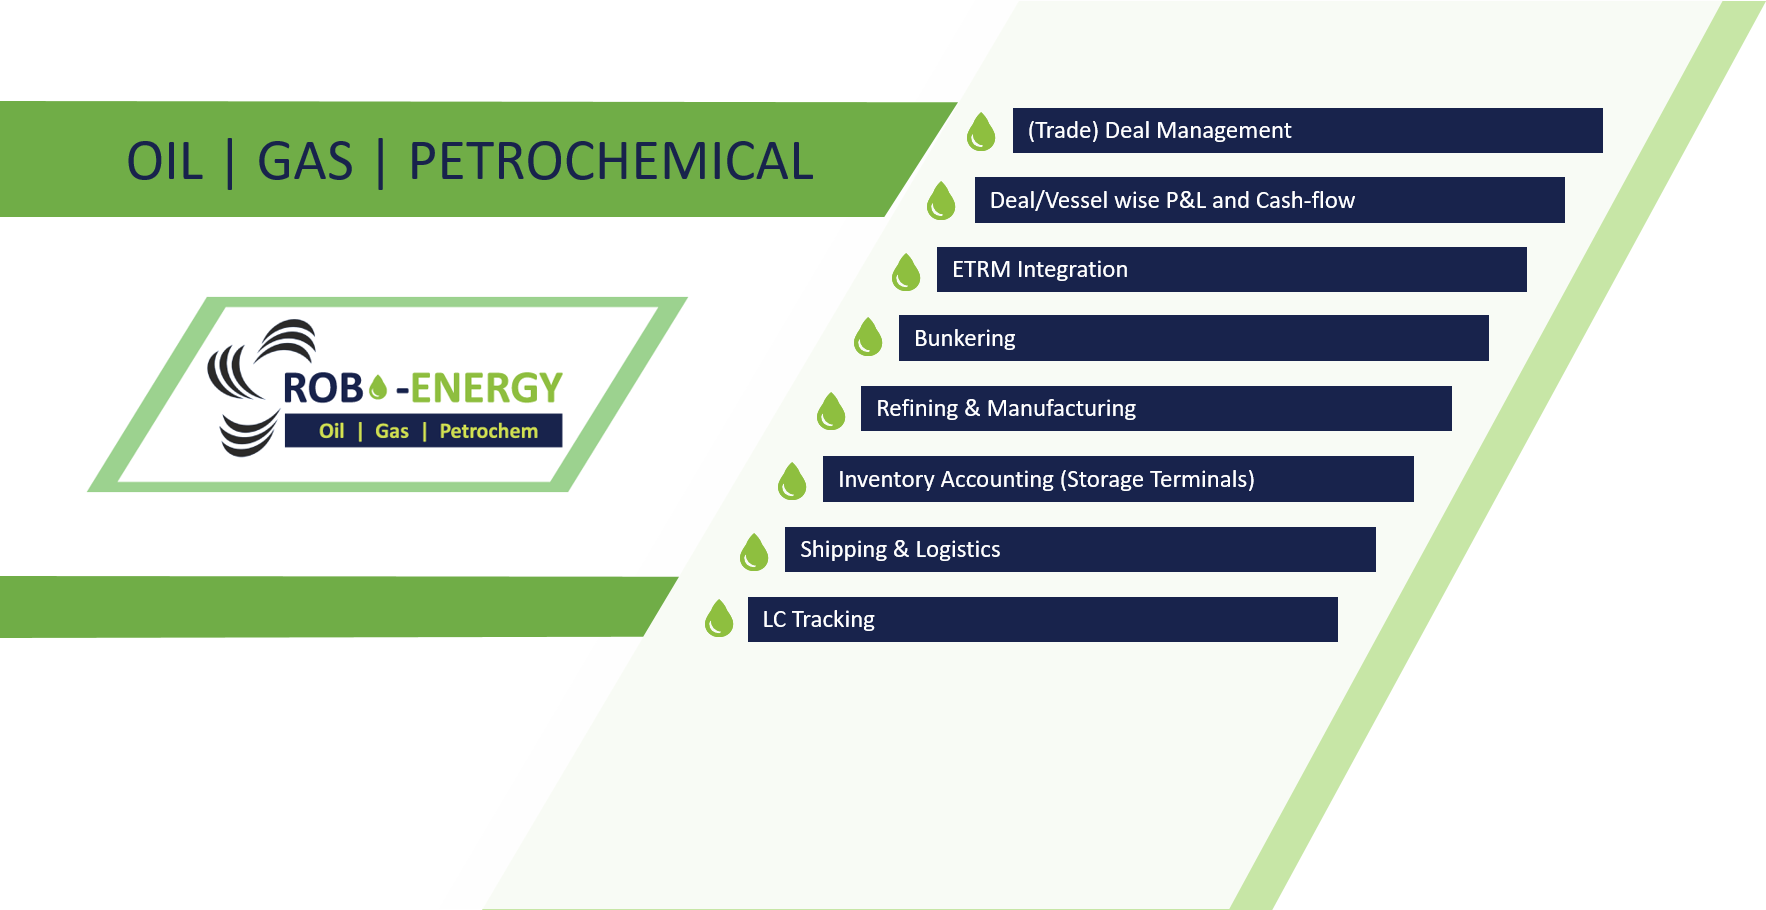 OIL | GAS | PETROCHEMICAL
ROB -ENERGY
Oil | Gas | Petrochem
(Trade) Deal Management
Deal/Vessel wise P&L and Cash-flow
ETRM Integration
Bunkering
Refining & Manufacturing
Inventory Accounting (Storage Terminals)
Shipping & Logistics
LC Tracking